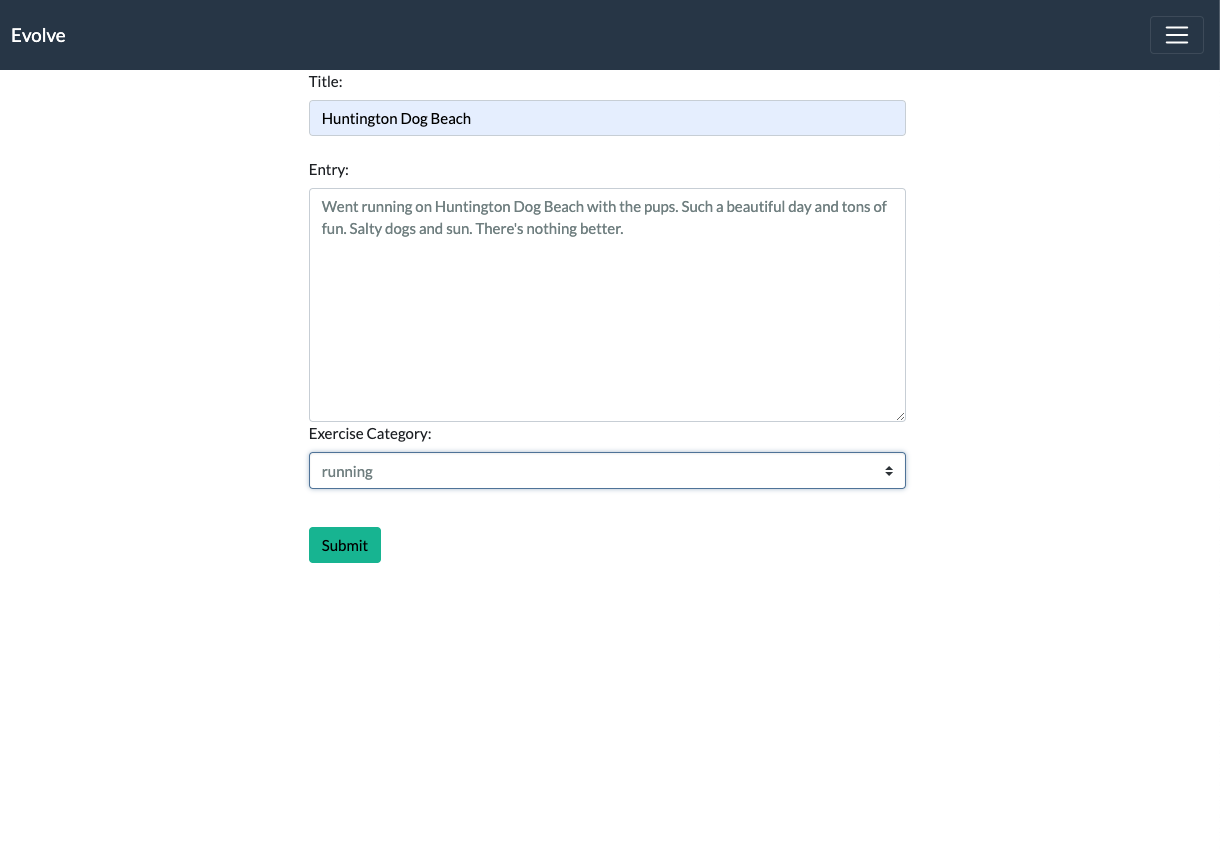 Evolve
Title:
Huntington Dog Beach
Entry:
Went running on Huntington Dog Beach with the pups. Such a beautiful day and tons of
fun. Salty dogs and sun. There's nothing better.
Exercise Category:
running
Submit